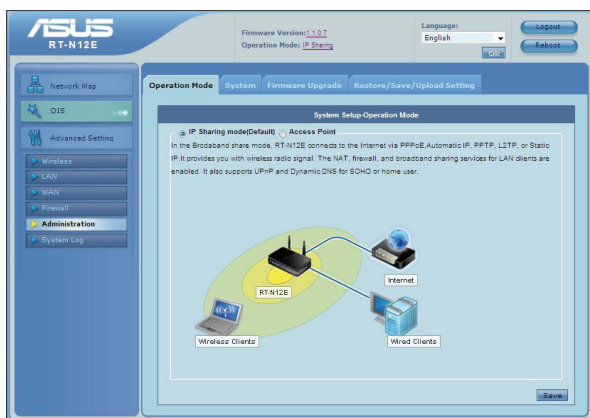 ASUS
RT-N12E
Firmware Version:1.1.0.7
Operation Mode: IP Sharing
Language:
English
OK
Logout
Reboot
Network Map
QIS
Advanced Setting
Wireless
LAN
WAN
Firewall
Administration
System Log
Operation Mode
System
Firmware Upgrade
Restore/Save/Upload Setting
System Setup-Operation Mode
IP Sharing mode(Default) Access Point
In the Brodaband share mode, RT-N12E connects to the Internet via PPPoE,Automatic IP, PPTP, L2TP, or Static
IP.It provides you with wireless radio signal. The NAT, firewall, and broadband sharing services for LAN clients are
enabled. It also supports UPnP and Dynamic DNS for SOHO or home user.
Internet
RT-N12E
Wireless Clients
Wired Clients
Save